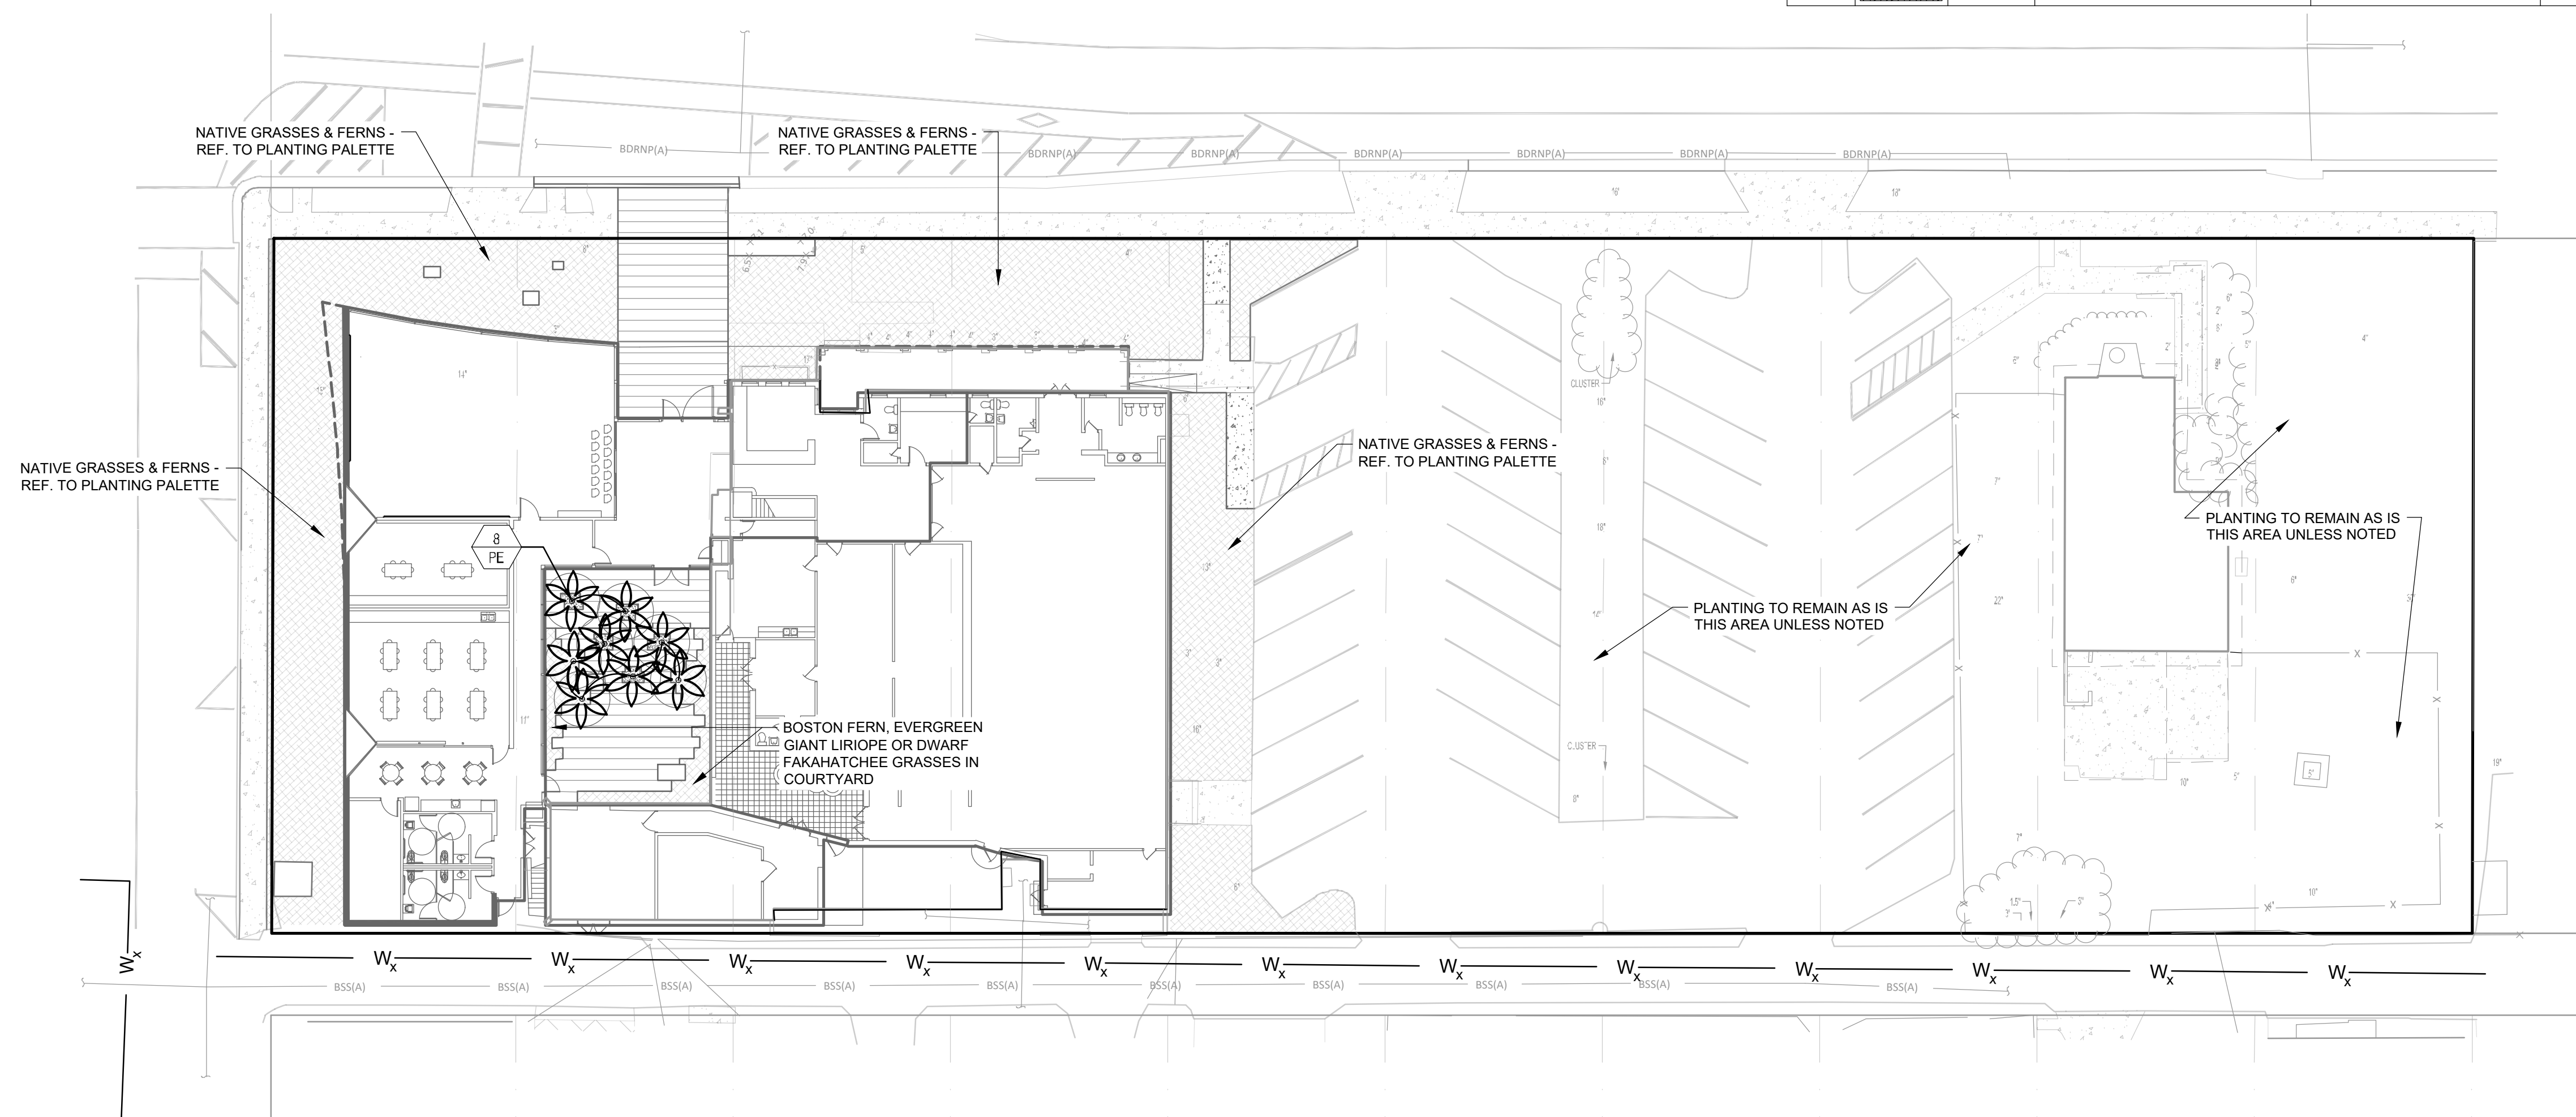 NATIVE GRASSES & FERNS -
REF. TO PLANTING PALETTE
NATIVE GRASSES & FERNS -
REF. TO PLANTING PALETTE
BDRNP(A)
BDRNP(A)
BDRNP(A)
BDRNP(A)
BDRNP(A)
BDRNP(A)
BDRNP(A)
NATIVE GRASSES & FERNS -
REF. TO PLANTING PALETTE
8
PE
NATIVE GRASSES & FERNS -
REF. TO PLANTING PALETTE
CLUSTER
16"
18"
PLANTING TO REMAIN AS IS
THIS AREA UNLESS NOTED
PLANTING TO REMAIN AS IS
THIS AREA UNLESS NOTED
22"
BOSTON FERN, EVERGREEN
GIANT LIRIOPE OR DWARF
FAKAHATCHEE GRASSES IN
COURTYARD
19"
Wx
Wx
Wx
Wx
Wx
Wx
Wx
Wx
Wx
Wx
Wx
Wx
Wx
BSS(A)
BSS(A)
BSS(A)
BSS(A)
BSS(A)
BSS(A)
BSS(A)
BSS(A)
BSS(A)
BSS(A)